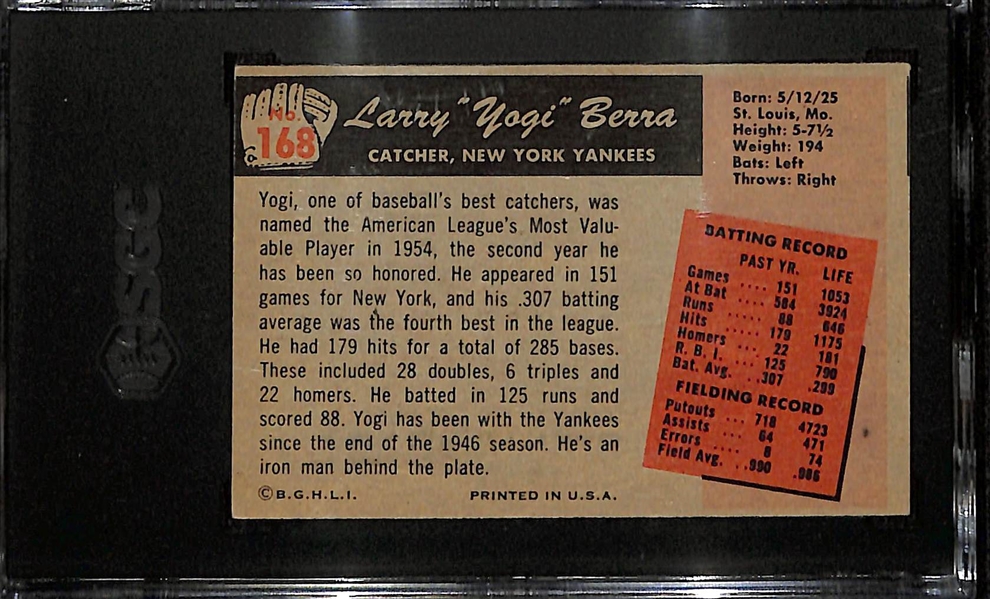 No. 168
Larry "Yogi" Berra
CATCHER, NEW YORK YANKEES
Born: 5/12/25
St. Louis, Mo.
Height: 5-7½
Weight: 194
Bats: Left
Throws: Right
Yogi, one of baseball's best catchers, was
named the American League's Most Valu-
able Player in 1954, the second year he
has been so honored. He appeared in 151
games for New York, and his .307 batting
average was the fourth best in the league.
He had 179 hits for a total of 285 bases.
These included 28 doubles, 6 triples and
22 homers. He batted in 125 runs and
scored 88. Yogi has been with the Yankees
since the end of the 1946 season. He's an
iron man behind the plate.
©B.G.H.L.I. PRINTED IN U.S.A.
BATTING RECORD
PAST YR. LIFE
Games .... 151 1053
At Bat .... 584 3924
Runs ..... 88 646
Hits ..... 179 1175
Homers .... 22 181
R. B. I. ... 125 790
Bat. Avg. .. .307 .299
FIELDING RECORD
Putouts ... 718 4723
Assists ... 64 471
Errors .... 8 74
Field Avg. .. .990 .986
SGC